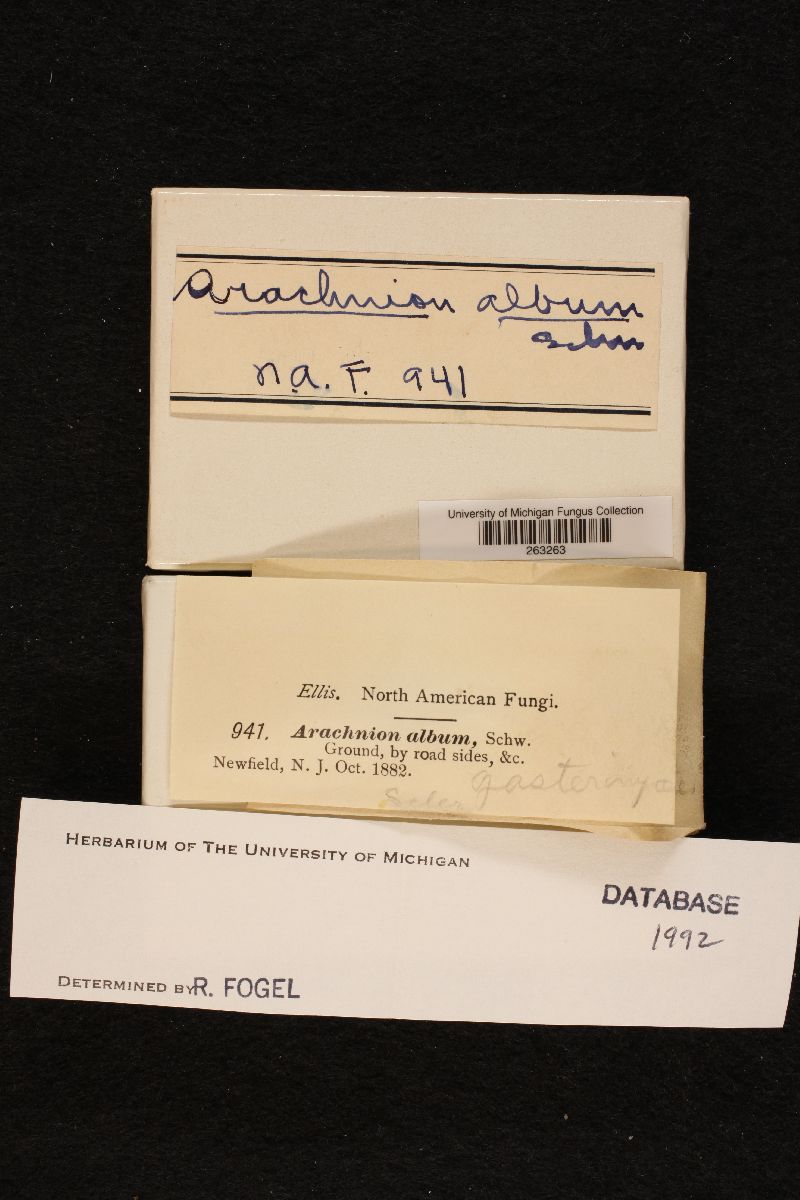 Arachnion album
Schw
N.A.F. 941
University of Michigan Fungus Collection
263263
Ellis. North American Fungi.
941. Arachnion album, Schw.
Ground, by road sides, &c.
Newfield, N. J. Oct. 1882.
HERBARIUM OF THE UNIVERSITY OF MICHIGAN
DATABASE
1992
DETERMINED BY R. FOGEL